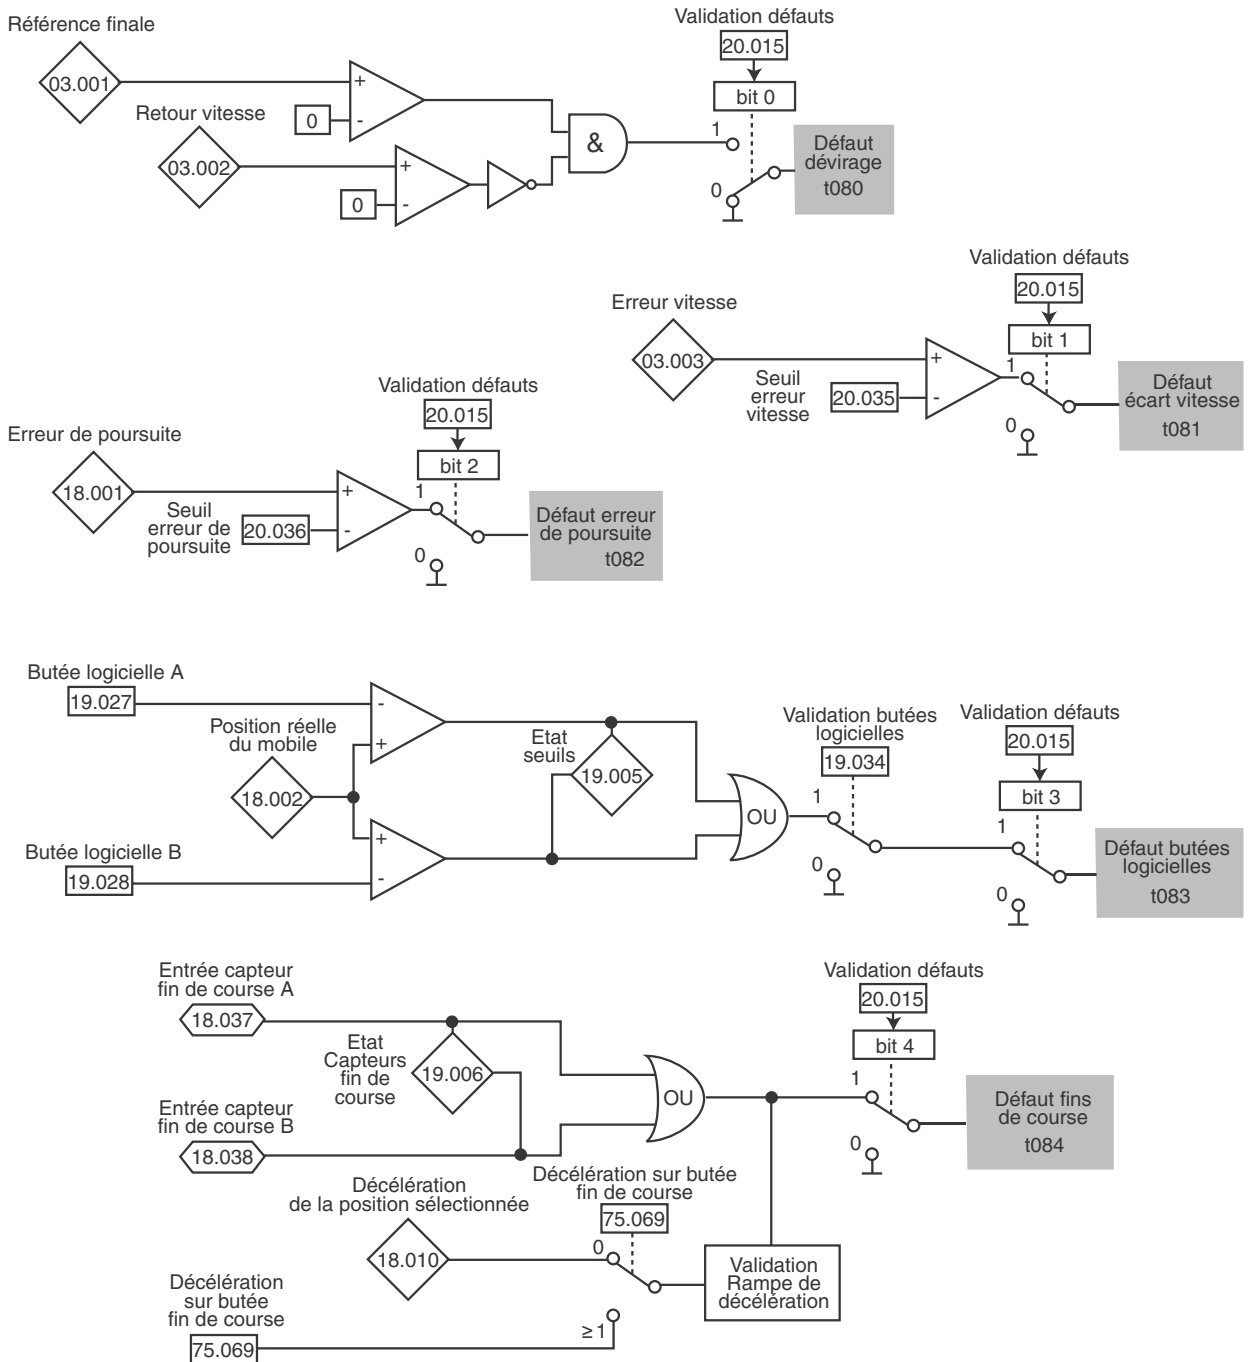 Référence finale
03.001
+
0
-
Retour vitesse
03.002
+
0
-
&
Validation défauts
20.015
bit 0
1
0
Défaut
dévirage
t080
Erreur vitesse
03.003
Seuil
erreur
vitesse
20.035
+
-
Validation défauts
20.015
bit 1
1
0
Défaut
écart vitesse
t081
Erreur de poursuite
18.001
Seuil
erreur de
poursuite
20.036
+
-
Validation défauts
20.015
bit 2
1
0
Défaut erreur
de poursuite
t082
Butée logicielle A
19.027
-
+
Position réelle
du mobile
18.002
Butée logicielle B
19.028
+
-
Etat
seuils
19.005
OU
Validation butées
logicielles
19.034
1
0
Validation défauts
20.015
bit 3
1
0
Défaut butées
logicielles
t083
Entrée capteur
fin de course A
18.037
Etat
Capteurs
fin de
course
19.006
Entrée capteur
fin de course B
18.038
OU
Validation défauts
20.015
bit 4
1
0
Défaut fins
de course
t084
Décélération
de la position sélectionnée
18.010
Décélération sur butée
fin de course
75.069
0
≥ 1
Décélération
sur butée
fin de course
75.069
Validation
Rampe de
décélération